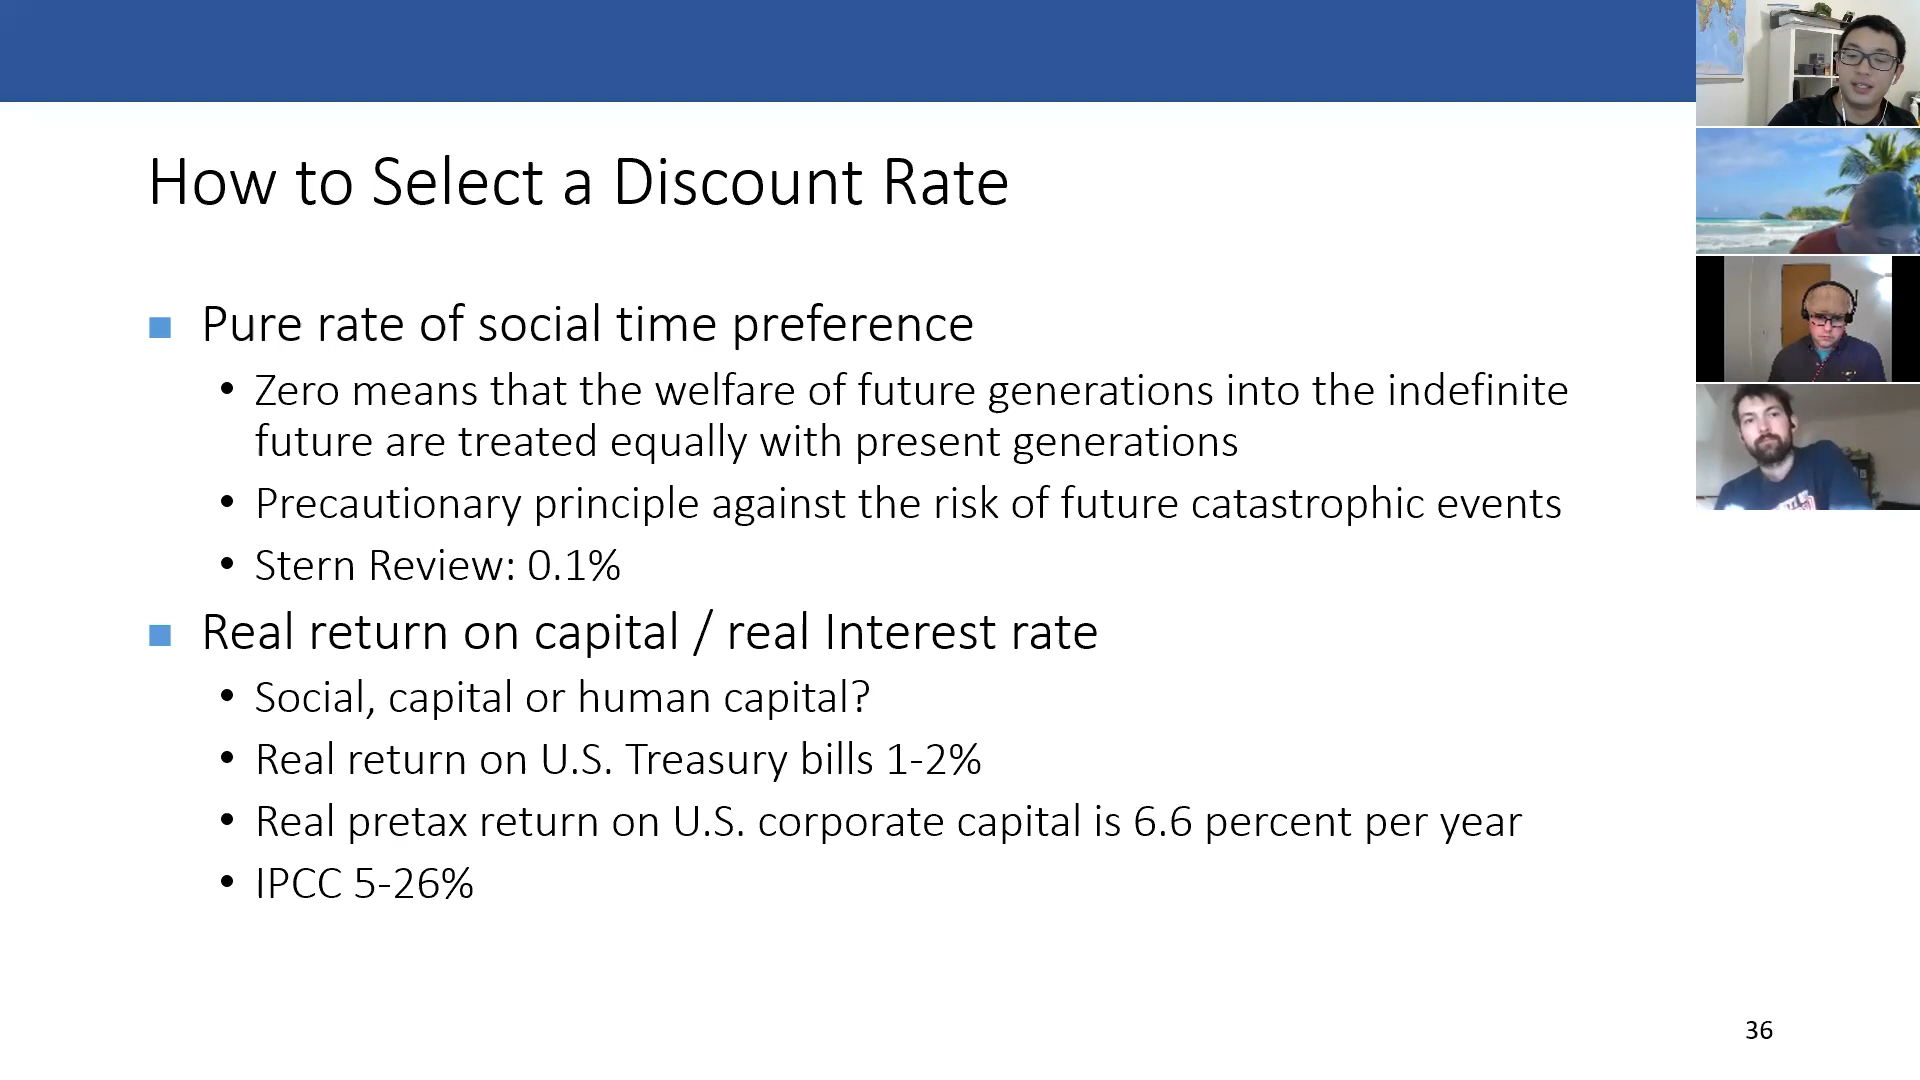 How to Select a Discount Rate
■ Pure rate of social time preference
• Zero means that the welfare of future generations into the indefinite
future are treated equally with present generations
• Precautionary principle against the risk of future catastrophic events
• Stern Review: 0.1%
■ Real return on capital / real Interest rate
• Social, capital or human capital?
• Real return on U.S. Treasury bills 1-2%
• Real pretax return on U.S. corporate capital is 6.6 percent per year
• IPCC 5-26%
36